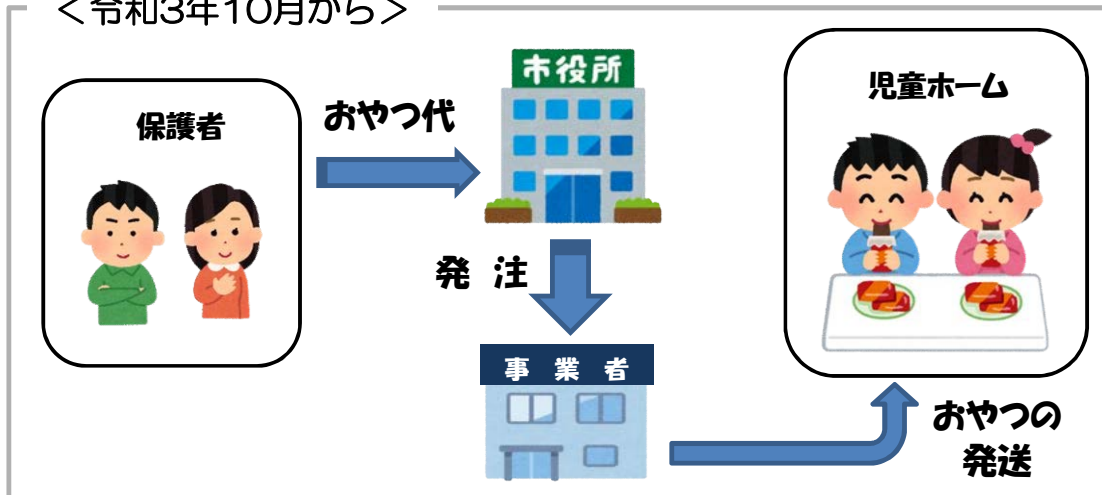 ＜令和3年10月から＞
保護者
おやつ代
市役所
児童ホーム
発 注
事 業 者
おやつの
発送